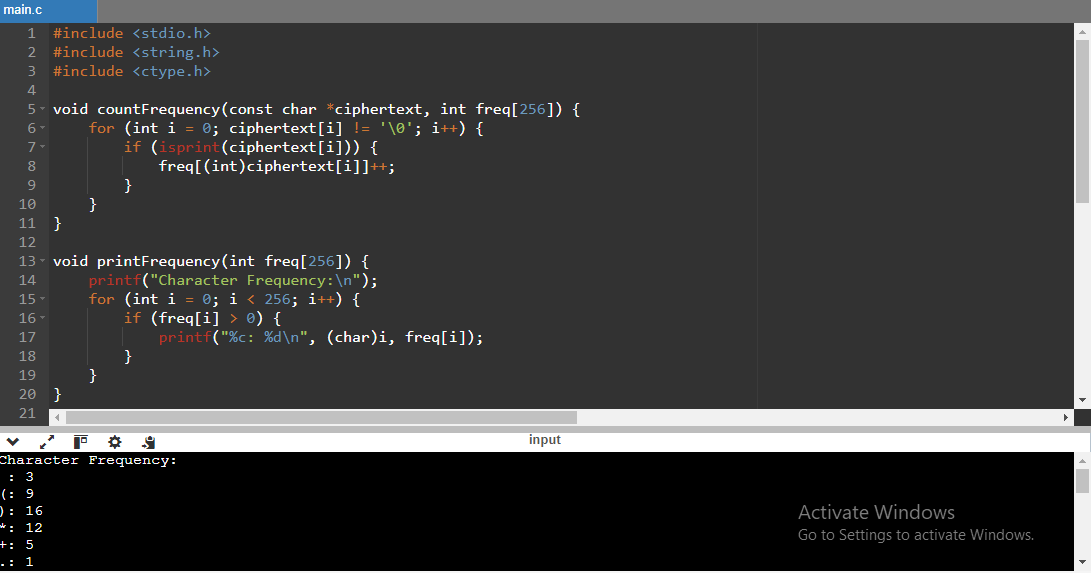 main.c
1 #include <stdio.h>
2 #include <string.h>
3 #include <ctype.h>
4
5 void countFrequency(const char *ciphertext, int freq[256]) {
6     for (int i = 0; ciphertext[i] != '\0'; i++) {
7         if (isprint(ciphertext[i])) {
8             freq[(int)ciphertext[i]]++;
9         }
10     }
11 }
12
13 void printFrequency(int freq[256]) {
14     printf("Character Frequency:\n");
15     for (int i = 0; i < 256; i++) {
16         if (freq[i] > 0) {
17             printf("%c: %d\n", (char)i, freq[i]);
18         }
19     }
20 }
21
input
Character Frequency:
 : 3
(: 9
): 16
*: 12
+: 5
.: 1
Activate Windows
Go to Settings to activate Windows.